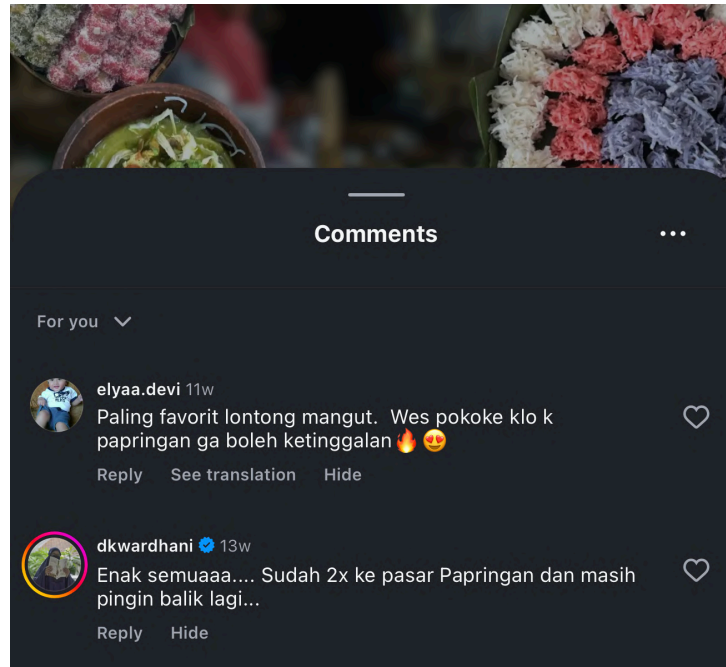 Comments
For you
elyaa.devi 11w
Paling favorit lontong mangut.  Wes pokoke klo k
papringan ga boleh ketinggalan🔥😍
Reply See translation Hide
dkwardhani 13w
Enak semuaaa.... Sudah 2x ke pasar Papringan dan masih
pingin balik lagi...
Reply Hide